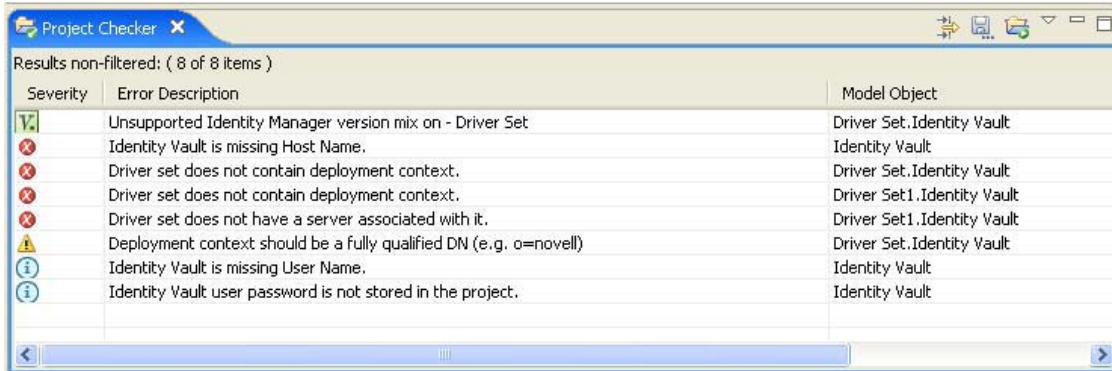 Project Checker
Results non-filtered: ( 8 of 8 items )
Severity Error Description Model Object
V. Unsupported Identity Manager version mix on - Driver Set Driver Set.Identity Vault
Identity Vault is missing Host Name. Identity Vault
Driver set does not contain deployment context. Driver Set.Identity Vault
Driver set does not contain deployment context. Driver Set1.Identity Vault
Driver set does not have a server associated with it. Driver Set1.Identity Vault
Deployment context should be a fully qualified DN (e.g. o=novell) Driver Set.Identity Vault
Identity Vault is missing User Name. Identity Vault
Identity Vault user password is not stored in the project. Identity Vault